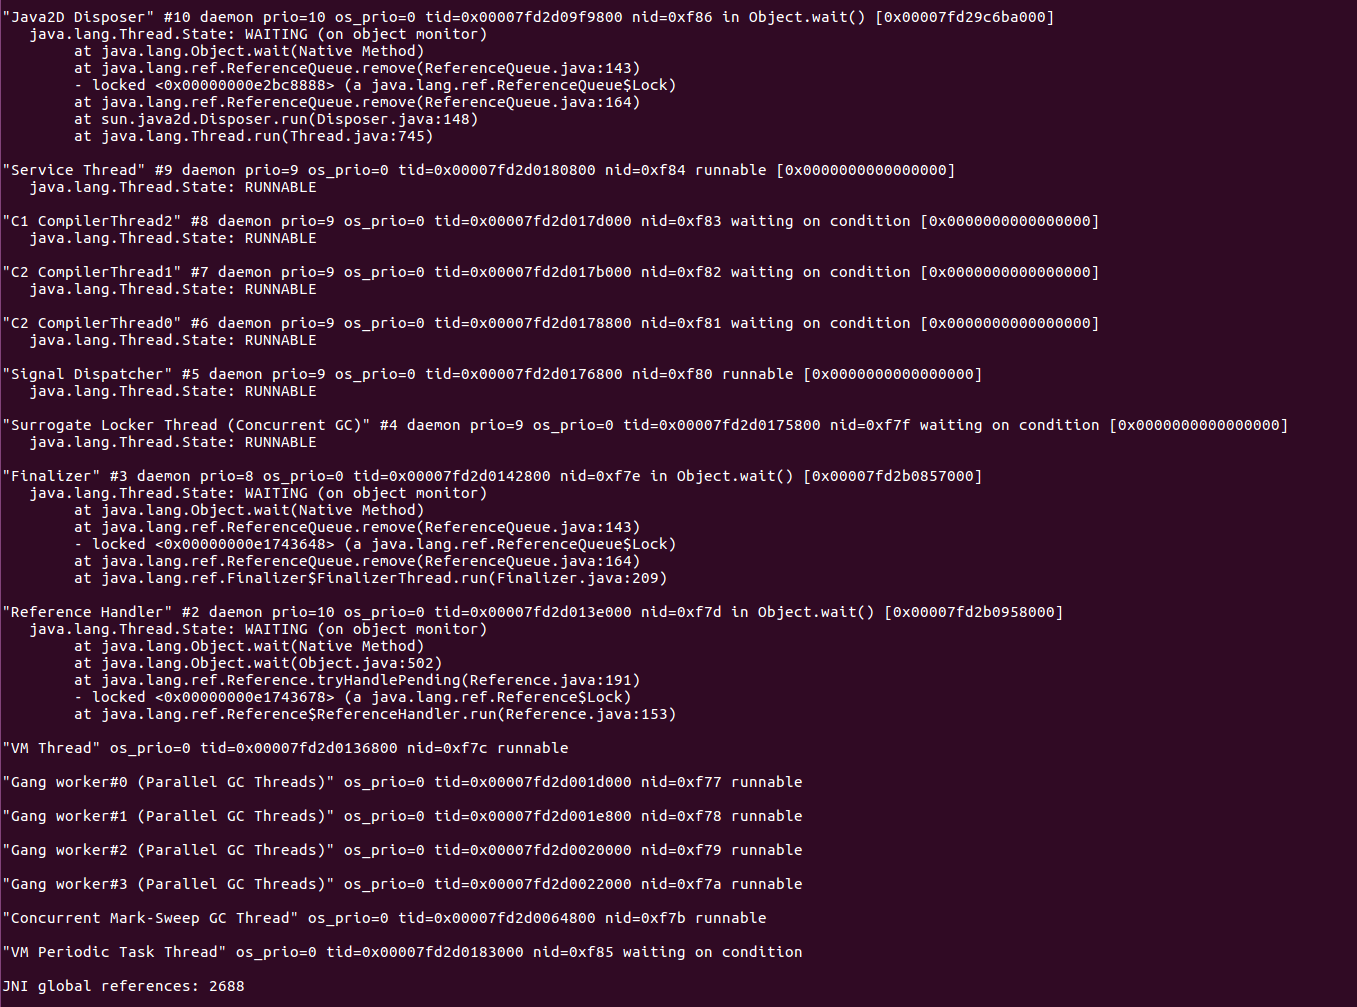 "Java2D Disposer" #10 daemon prio=10 os_prio=0 tid=0x00007fd2d09f9800 nid=0xf86 in Object.wait() [0x00007fd29c6ba000]
java.lang.Thread.State: WAITING (on object monitor)
at java.lang.Object.wait(Native Method)
at java.lang.ref.ReferenceQueue.remove(ReferenceQueue.java:143)
- locked <0x00000000e2bc8888> (a java.lang.ref.ReferenceQueue$Lock)
at java.lang.ref.ReferenceQueue.remove(ReferenceQueue.java:164)
at sun.java2d.Disposer.run(Disposer.java:148)
at java.lang.Thread.run(Thread.java:745)
"Service Thread" #9 daemon prio=9 os_prio=0 tid=0x00007fd2d0180800 nid=0xf84 runnable [0x0000000000000000]
java.lang.Thread.State: RUNNABLE
"C1 CompilerThread2" #8 daemon prio=9 os_prio=0 tid=0x00007fd2d017d000 nid=0xf83 waiting on condition [0x0000000000000000]
java.lang.Thread.State: RUNNABLE
"C2 CompilerThread1" #7 daemon prio=9 os_prio=0 tid=0x00007fd2d017b000 nid=0xf82 waiting on condition [0x0000000000000000]
java.lang.Thread.State: RUNNABLE
"C2 CompilerThread0" #6 daemon prio=9 os_prio=0 tid=0x00007fd2d0178800 nid=0xf81 waiting on condition [0x0000000000000000]
java.lang.Thread.State: RUNNABLE
"Signal Dispatcher" #5 daemon prio=9 os_prio=0 tid=0x00007fd2d0176800 nid=0xf80 runnable [0x0000000000000000]
java.lang.Thread.State: RUNNABLE
"Surrogate Locker Thread (Concurrent GC)" #4 daemon prio=9 os_prio=0 tid=0x00007fd2d0175800 nid=0xf7f waiting on condition [0x0000000000000000]
java.lang.Thread.State: RUNNABLE
"Finalizer" #3 daemon prio=8 os_prio=0 tid=0x00007fd2d0142800 nid=0xf7e in Object.wait() [0x00007fd2b0857000]
java.lang.Thread.State: WAITING (on object monitor)
at java.lang.Object.wait(Native Method)
at java.lang.ref.ReferenceQueue.remove(ReferenceQueue.java:143)
- locked <0x00000000e1743648> (a java.lang.ref.ReferenceQueue$Lock)
at java.lang.ref.ReferenceQueue.remove(ReferenceQueue.java:164)
at java.lang.ref.Finalizer$FinalizerThread.run(Finalizer.java:209)
"Reference Handler" #2 daemon prio=10 os_prio=0 tid=0x00007fd2d013e000 nid=0xf7d in Object.wait() [0x00007fd2b0958000]
java.lang.Thread.State: WAITING (on object monitor)
at java.lang.Object.wait(Native Method)
at java.lang.Object.wait(Object.java:502)
at java.lang.ref.Reference.tryHandlePending(Reference.java:191)
- locked <0x00000000e1743678> (a java.lang.ref.Reference$Lock)
at java.lang.ref.Reference$ReferenceHandler.run(Reference.java:153)
"VM Thread" os_prio=0 tid=0x00007fd2d0136800 nid=0xf7c runnable
"Gang worker#0 (Parallel GC Threads)" os_prio=0 tid=0x00007fd2d001d000 nid=0xf77 runnable
"Gang worker#1 (Parallel GC Threads)" os_prio=0 tid=0x00007fd2d001e800 nid=0xf78 runnable
"Gang worker#2 (Parallel GC Threads)" os_prio=0 tid=0x00007fd2d0020000 nid=0xf79 runnable
"Gang worker#3 (Parallel GC Threads)" os_prio=0 tid=0x00007fd2d0022000 nid=0xf7a runnable
"Concurrent Mark-Sweep GC Thread" os_prio=0 tid=0x00007fd2d0064800 nid=0xf7b runnable
"VM Periodic Task Thread" os_prio=0 tid=0x00007fd2d0183000 nid=0xf85 waiting on condition
JNI global references: 2688